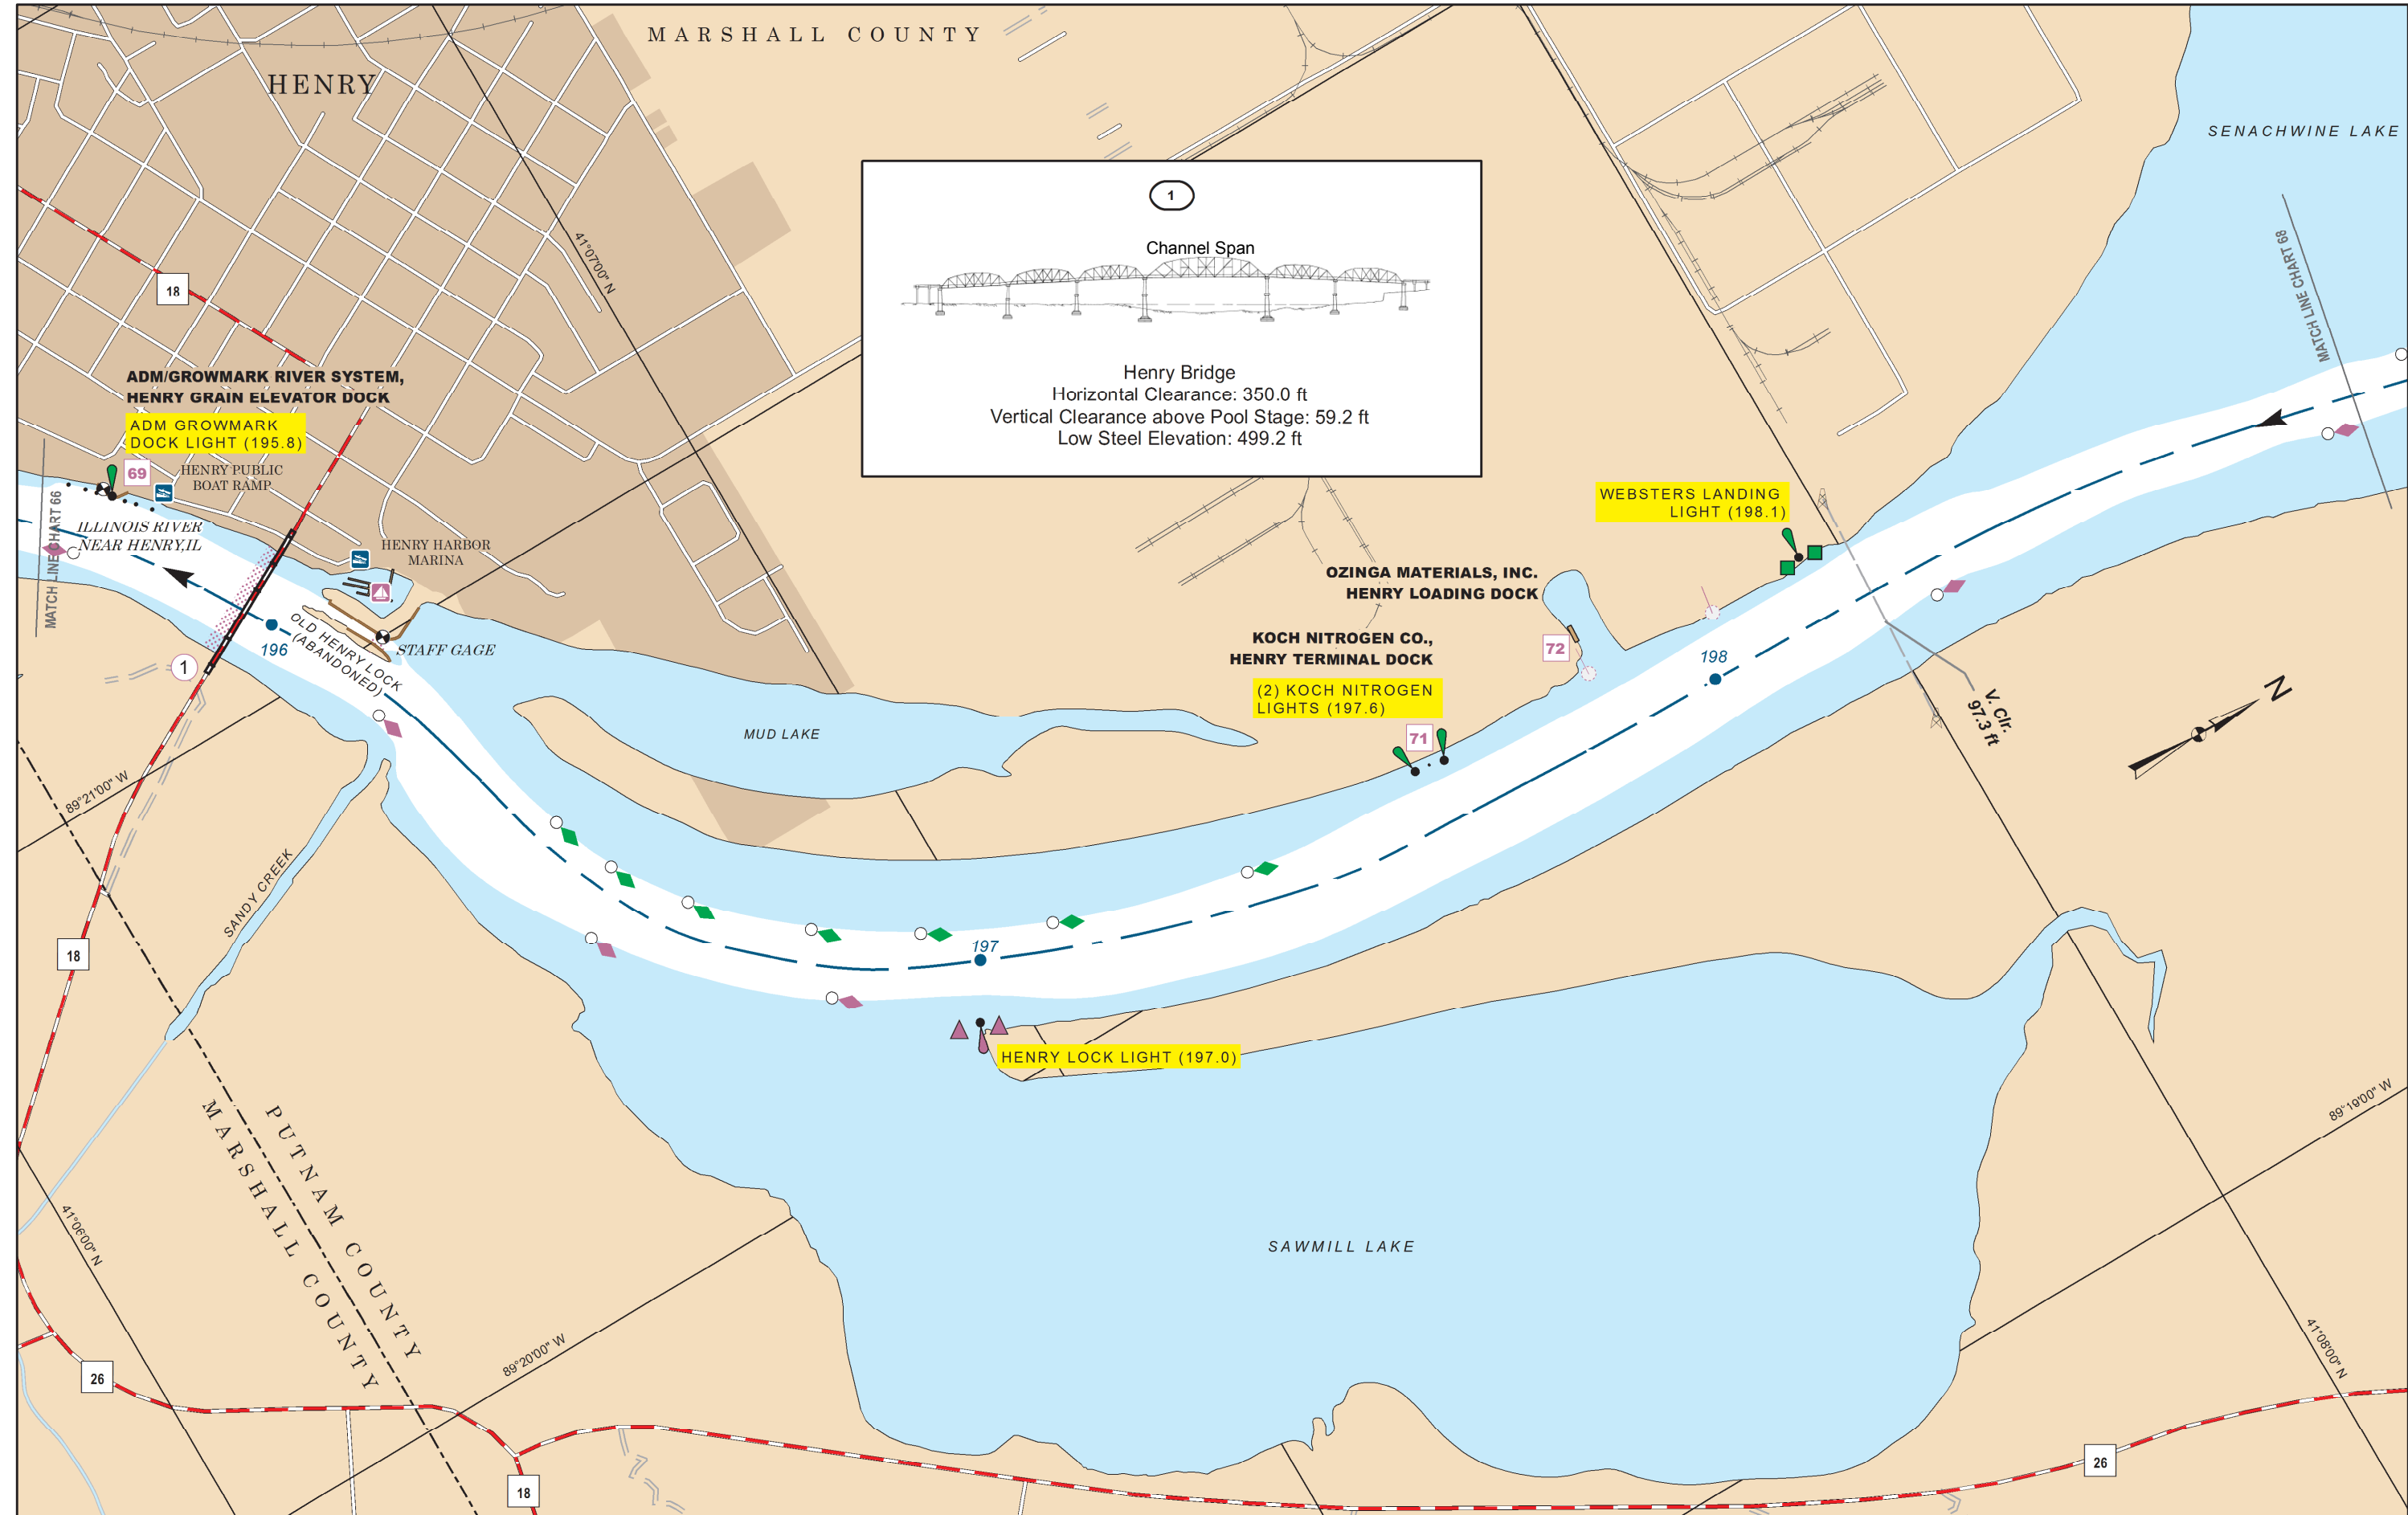 MARSHALL COUNTY
HENRY
SENACHWINE LAKE
1
Channel Span
Henry Bridge
Horizontal Clearance: 350.0 ft
Vertical Clearance above Pool Stage: 59.2 ft
Low Steel Elevation: 499.2 ft
41°07'00" N
MATCH LINE CHART 68
18
ADM/GROWMARK RIVER SYSTEM,
HENRY GRAIN ELEVATOR DOCK
ADM GROWMARK
DOCK LIGHT (195.8)
69
HENRY PUBLIC
BOAT RAMP
MATCH LINE CHART 66
ILLINOIS RIVER
NEAR HENRY,IL
HENRY HARBOR
MARINA
WEBSTERS LANDING
LIGHT (198.1)
OZINGA MATERIALS, INC.
HENRY LOADING DOCK
72
KOCH NITROGEN CO.,
HENRY TERMINAL DOCK
(2) KOCH NITROGEN
LIGHTS (197.6)
71
198
196
1
OLD HENRY LOCK
(ABANDONED)
STAFF GAGE
MUD LAKE
V. Clr.
97.3 ft
N
89°21'00" W
SANDY CREEK
18
197
HENRY LOCK LIGHT (197.0)
89°19'00" W
PUTNAM COUNTY
MARSHALL COUNTY
41°06'00" N
SAWMILL LAKE
89°20'00" W
41°08'00" N
26
18
26